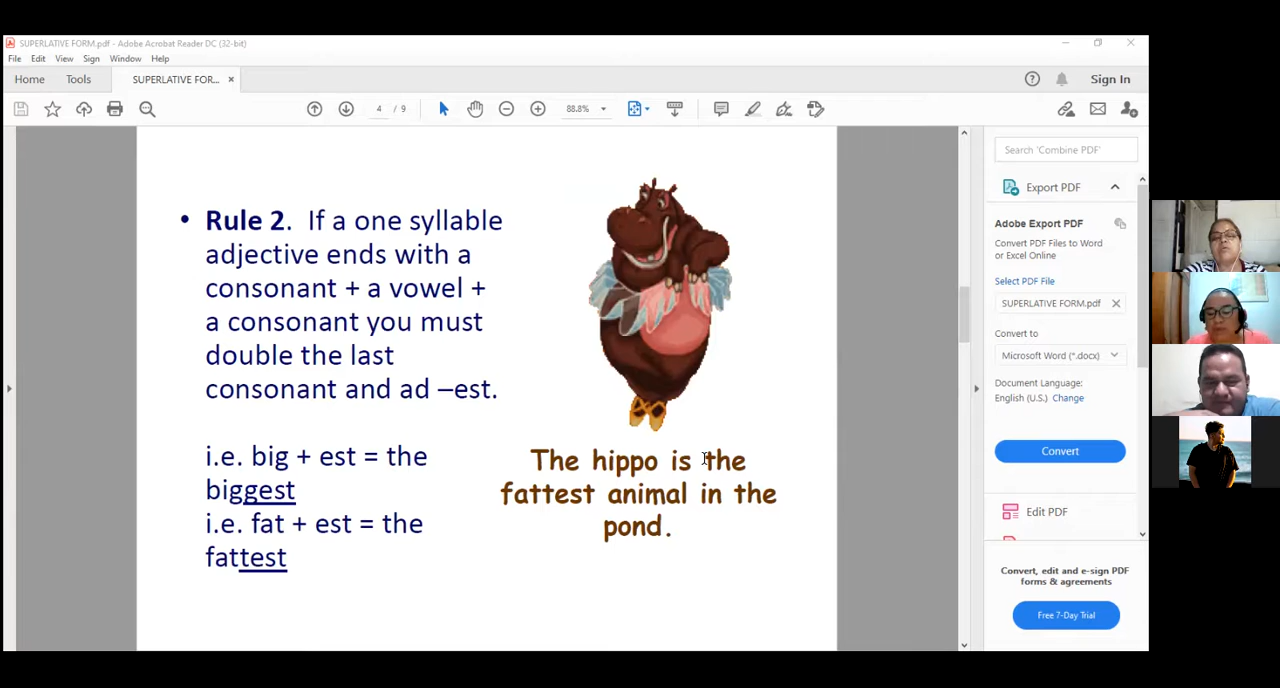 SUPERLATIVE FORM.pdf - Adobe Acrobat Reader DC (32-bit)
File Edit View Sign Window Help
Home Tools SUPERLATIVE FOR... × Sign In
4 / 9 88.8%
Search 'Combine PDF'
Export PDF
Adobe Export PDF
Convert PDF Files to Word
or Excel Online
Select PDF File
SUPERLATIVE FORM.pdf
Convert to
Microsoft Word (*.docx)
Document Language:
English (U.S.) Change
Convert
Edit PDF
Convert, edit and e-sign PDF
forms & agreements
Free 7-Day Trial
• Rule 2. If a one syllable
adjective ends with a
consonant + a vowel +
a consonant you must
double the last
consonant and ad –est.
i.e. big + est = the
biggest
i.e. fat + est = the
fattest
The hippo is the
fattest animal in the
pond.